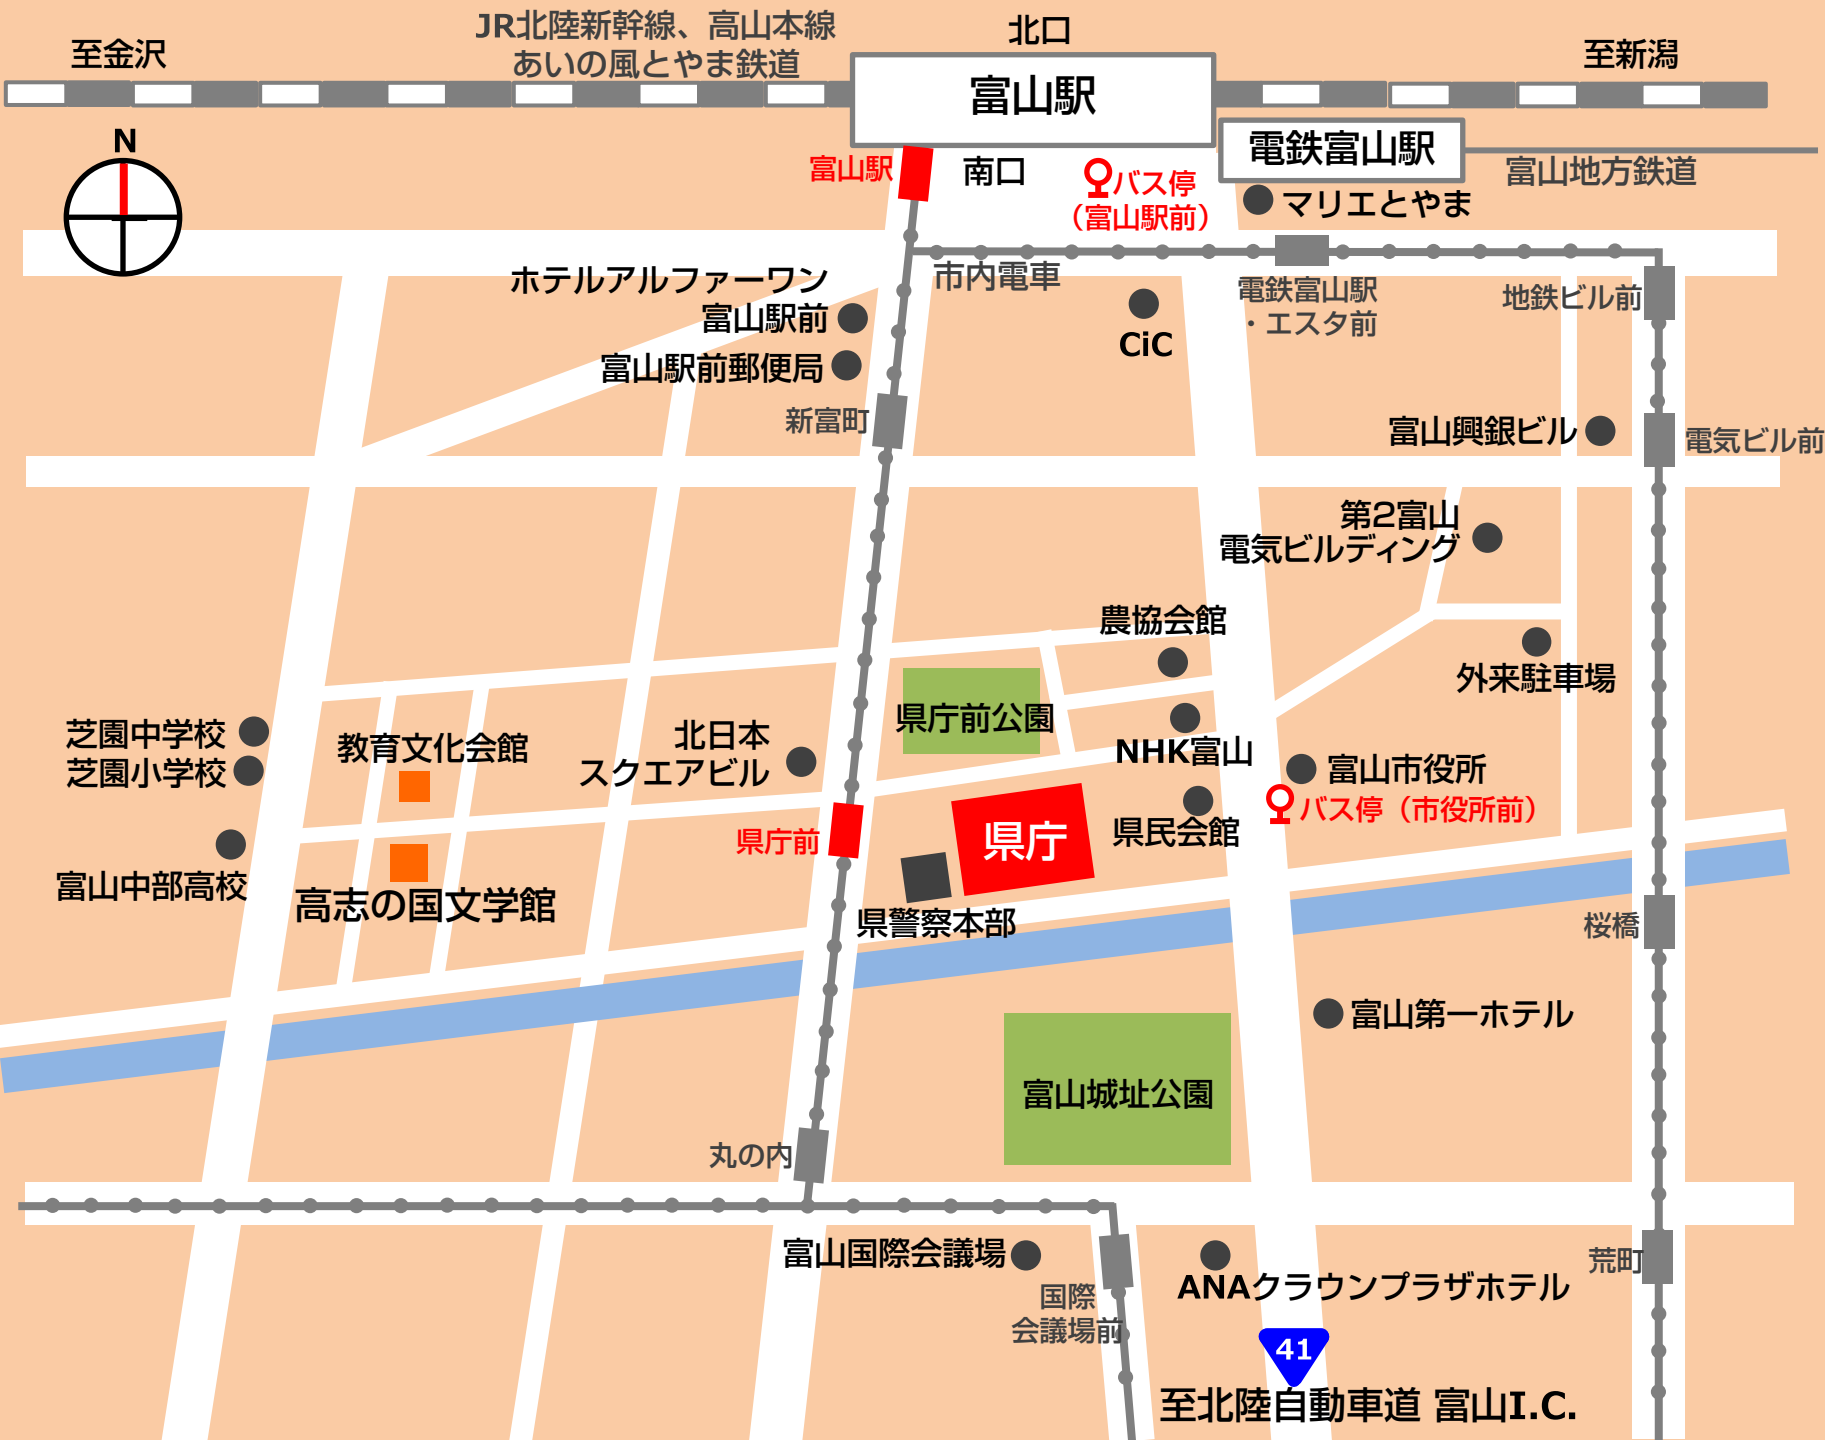 JR北陸新幹線、高山本線
あいの風とやま鉄道
北口
至金沢
至新潟
富山駅
N
電鉄富山駅
富山駅
南口
バス停
（富山駅前）
富山地方鉄道
マリエとやま
市内電車
ホテルアルファーワン
富山駅前
電鉄富山駅
・エスタ前
地鉄ビル前
CiC
富山駅前郵便局
新富町
富山興銀ビル
電気ビル前
第2富山
電気ビルディング
農協会館
外来駐車場
県庁前公園
芝園中学校
芝園小学校
教育文化会館
北日本
スクエアビル
NHK富山
富山市役所
バス停（市役所前）
県庁前
県庁
県民会館
富山中部高校
高志の国文学館
県警察本部
桜橋
富山第一ホテル
富山城址公園
丸の内
富山国際会議場
国際
会議場前
ANAクラウンプラザホテル
荒町
41
至北陸自動車道 富山I.C.